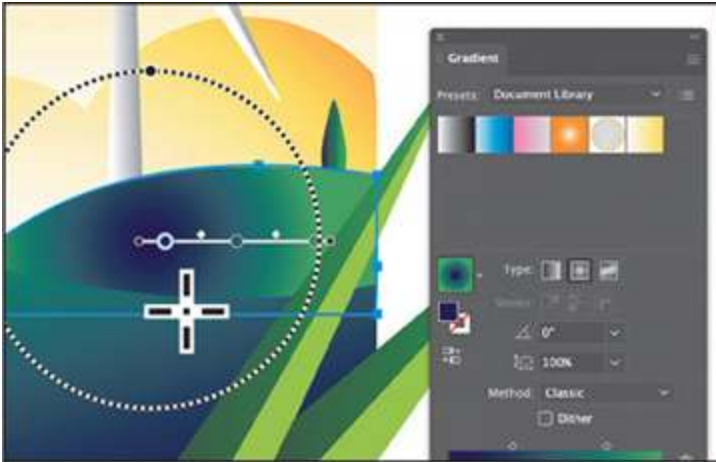 Gradient
Presets: Document Library
Type:
Stroke:
0°
100%
Method: Classic
Dither